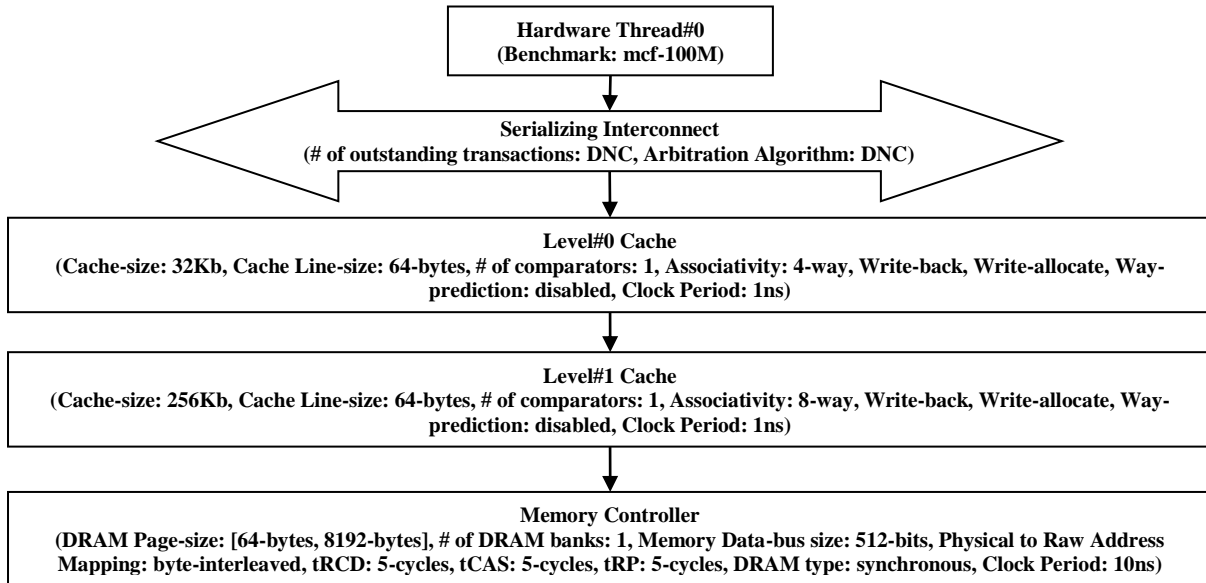 Hardware Thread#0
(Benchmark: mcf-100M)
Serializing Interconnect
(# of outstanding transactions: DNC, Arbitration Algorithm: DNC)
Level#0 Cache
(Cache-size: 32Kb, Cache Line-size: 64-bytes, # of comparators: 1, Associativity: 4-way, Write-back, Write-allocate, Way-
prediction: disabled, Clock Period: 1ns)
Level#1 Cache
(Cache-size: 256Kb, Cache Line-size: 64-bytes, # of comparators: 1, Associativity: 8-way, Write-back, Write-allocate, Way-
prediction: disabled, Clock Period: 1ns)
Memory Controller
(DRAM Page-size: [64-bytes, 8192-bytes], # of DRAM banks: 1, Memory Data-bus size: 512-bits, Physical to Raw Address
Mapping: byte-interleaved, tRCD: 5-cycles, tCAS: 5-cycles, tRP: 5-cycles, DRAM type: synchronous, Clock Period: 10ns)